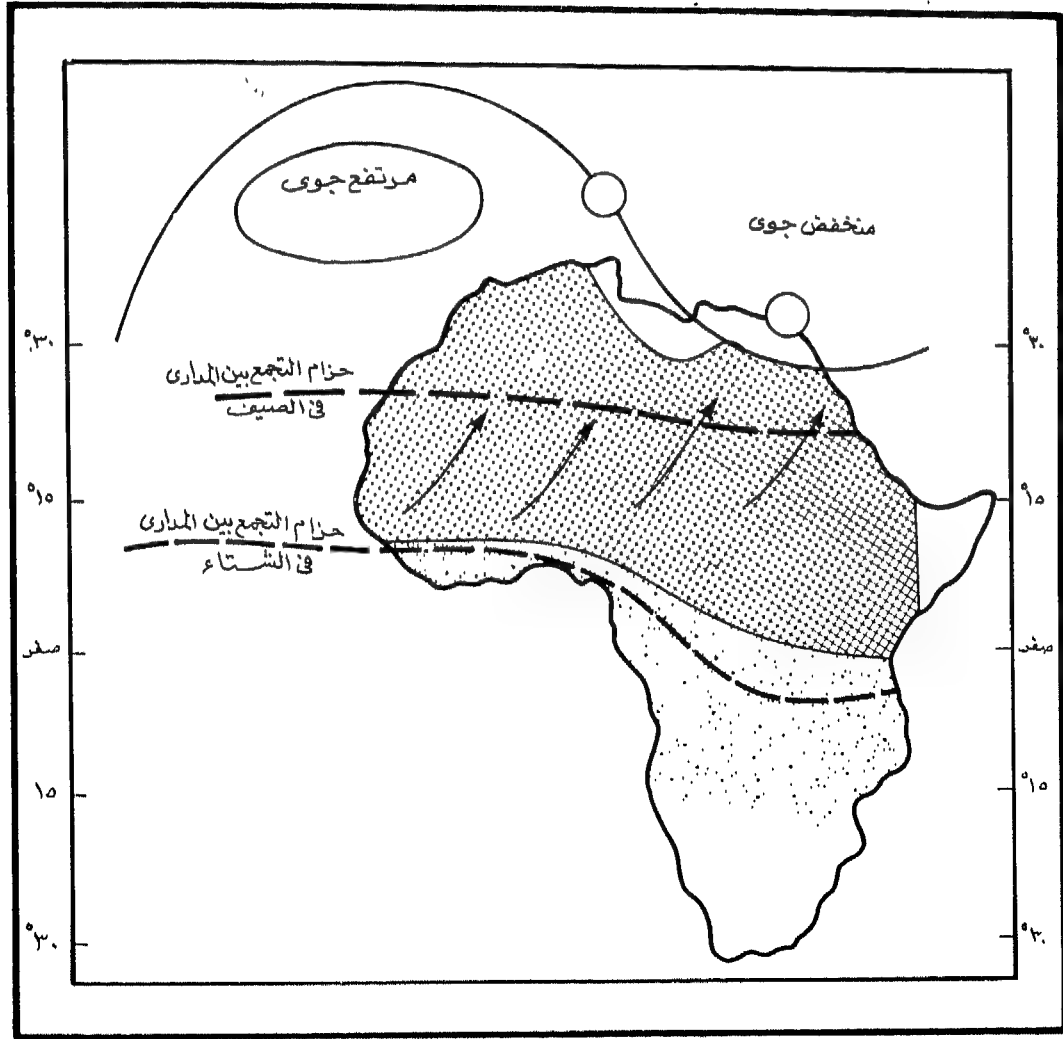 مرتفع جوى
منخفض جوى
٣٠°
٣٠°
حزام التجمع بين المدارى
فى الصيف
١٥°
١٥°
حزام التجمع بين المدارى
فى الشتاء
صفر
صفر
١٥
١٥°
٣٠°
٣٠°